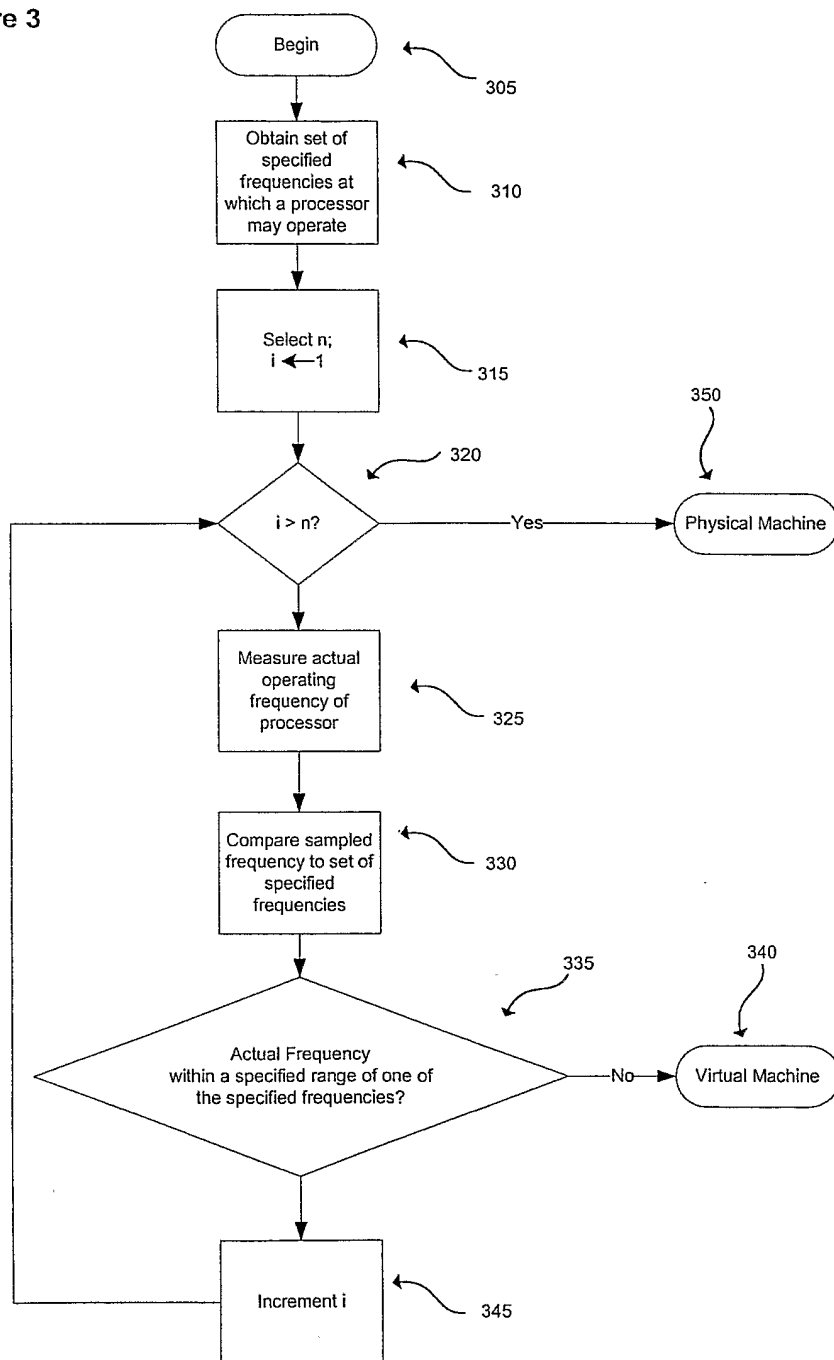 re 3
Begin
305
Obtain set of
specified
frequencies at
which a processor
may operate
310
Select n;
i ← 1
315
320
350
i > n?
Yes
Physical Machine
Measure actual
operating
frequency of
processor
325
Compare sampled
frequency to set of
specified
frequencies
330
335
340
Actual Frequency
within a specified range of one of
the specified frequencies?
No
Virtual Machine
Increment i
345